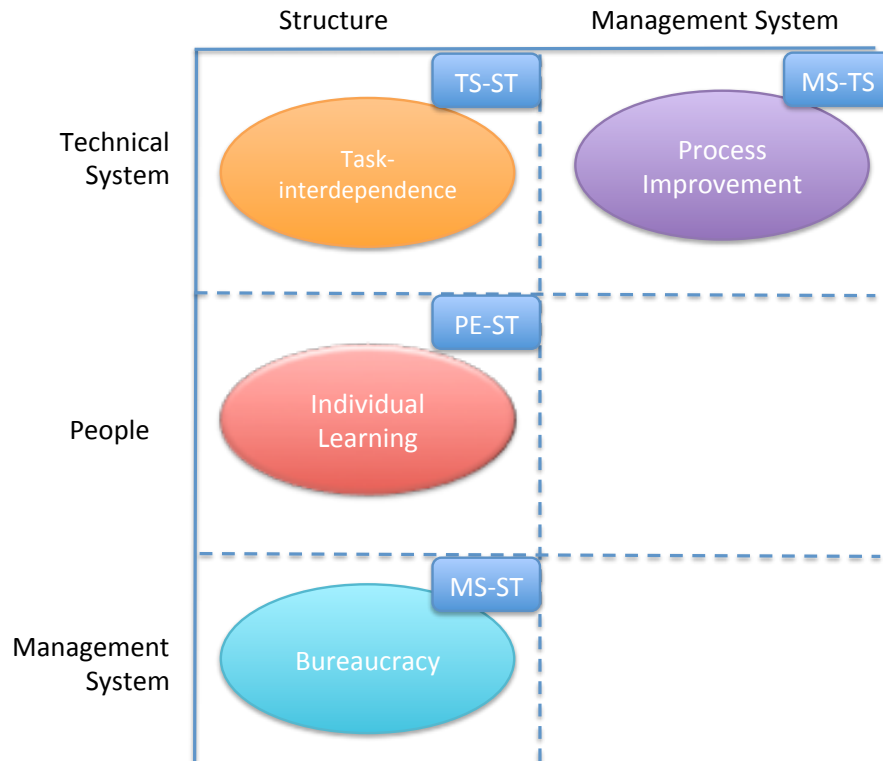 Structure
Management System
TS-ST
MS-TS
Technical
System
Task-
interdependence
Process
Improvement
PE-ST
People
Individual
Learning
MS-ST
Management
System
Bureaucracy